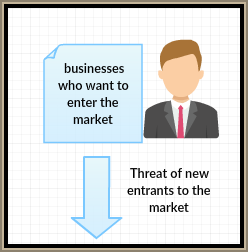 businesses
who want to
enter the
market
Threat of new
entrants to the
market